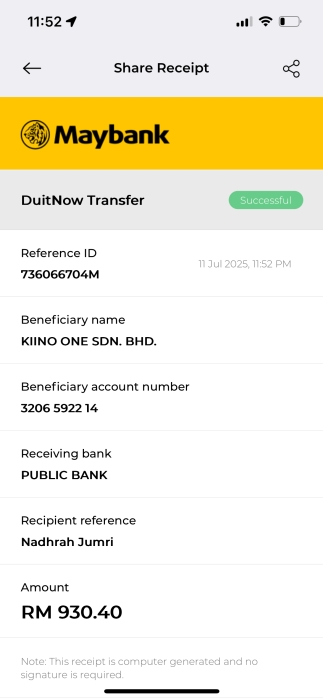 11:52
Share Receipt
Maybank
DuitNow Transfer
Successful
Reference ID
11 Jul 2025, 11:52 PM
736066704M
Beneficiary name
KIINO ONE SDN. BHD.
Beneficiary account number
3206 5922 14
Receiving bank
PUBLIC BANK
Recipient reference
Nadhrah Jumri
Amount
RM 930.40
Note: This receipt is computer generated and no
signature is required.